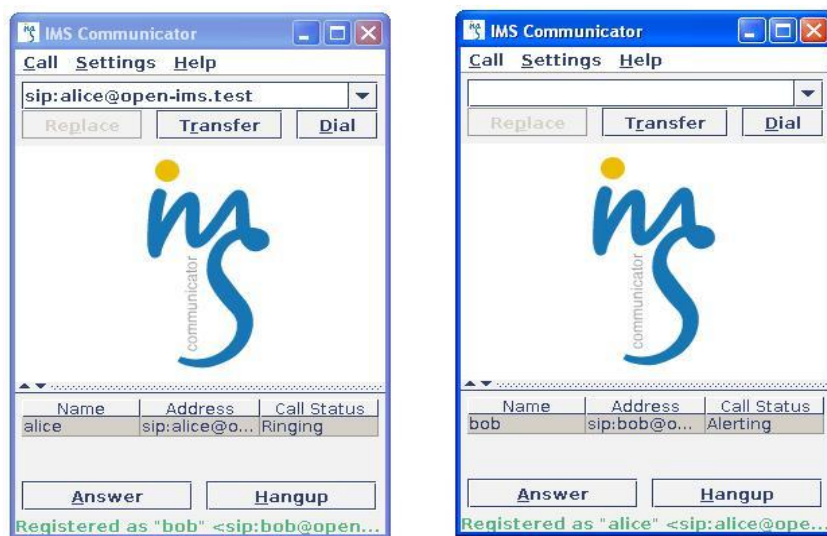 IMS Communicator
Call Settings Help
sip:alice@open-ims.test
Replace Transfer Dial
ims
communicator
Name Address Call Status
alice sip:alice@o... Ringing
Answer Hangup
Registered as "bob" <sip:bob@open...
IMS Communicator
Call Settings Help
Replace Transfer Dial
ims
communicator
Name Address Call Status
bob sip:bob@o... Alerting
Answer Hangup
Registered as "alice" <sip:alice@ope...